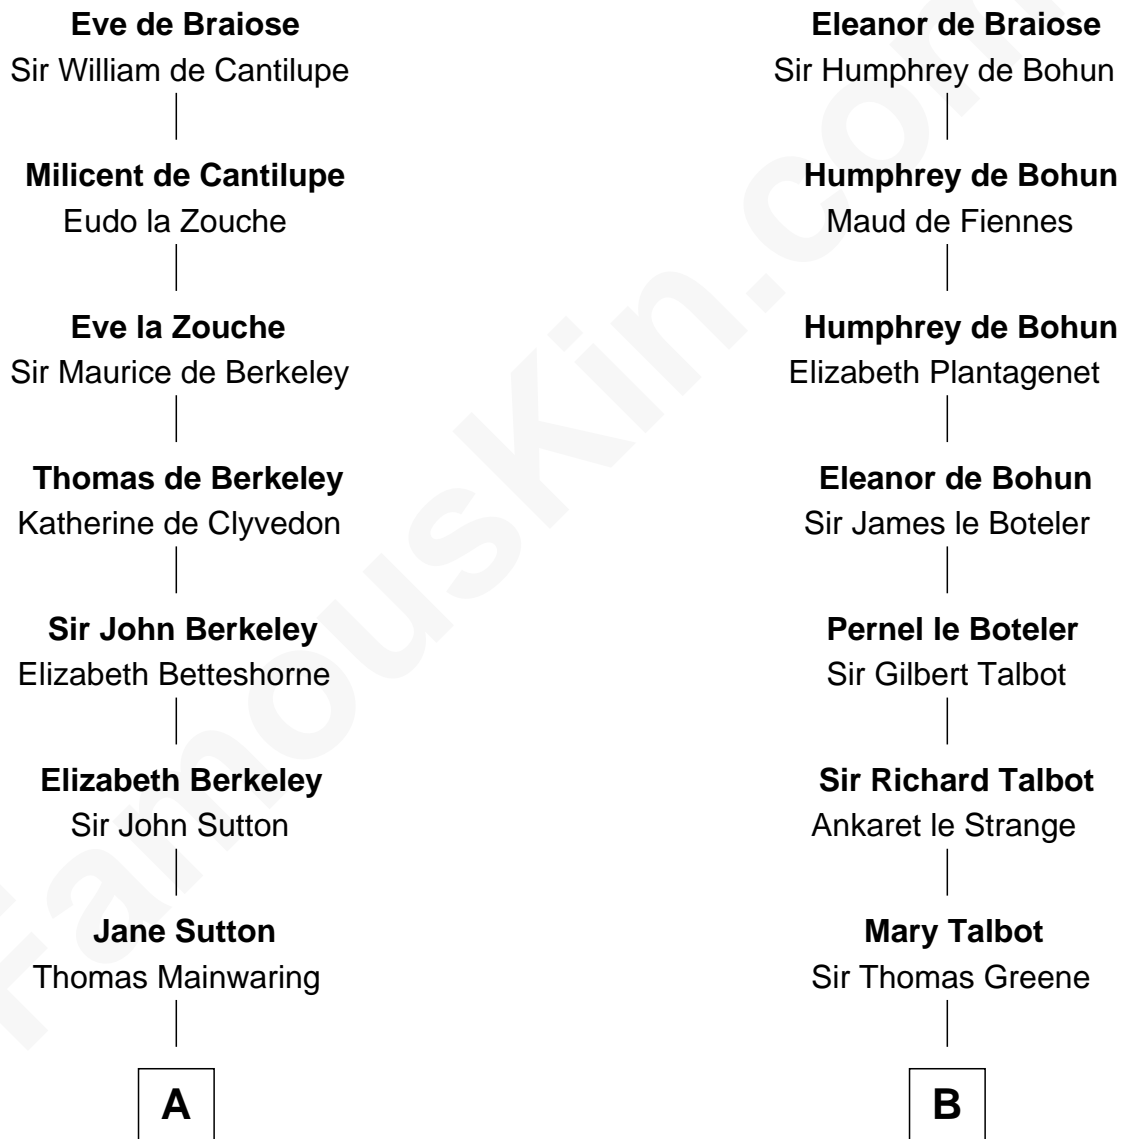 Eve de Braiose
Sir William de Cantilupe
Milicent de Cantilupe
Eudo la Zouche
Eve la Zouche
Sir Maurice de Berkeley
Thomas de Berkeley
Katherine de Clyvedon
Sir John Berkeley
Elizabeth Betteshorne
Elizabeth Berkeley
Sir John Sutton
Jane Sutton
Thomas Mainwaring
A
Eleanor de Braiose
Sir Humphrey de Bohun
Humphrey de Bohun
Maud de Fiennes
Humphrey de Bohun
Elizabeth Plantagenet
Eleanor de Bohun
Sir James le Boteler
Pernel le Boteler
Sir Gilbert Talbot
Sir Richard Talbot
Ankaret le Strange
Mary Talbot
Sir Thomas Greene
B
FamousKin.com